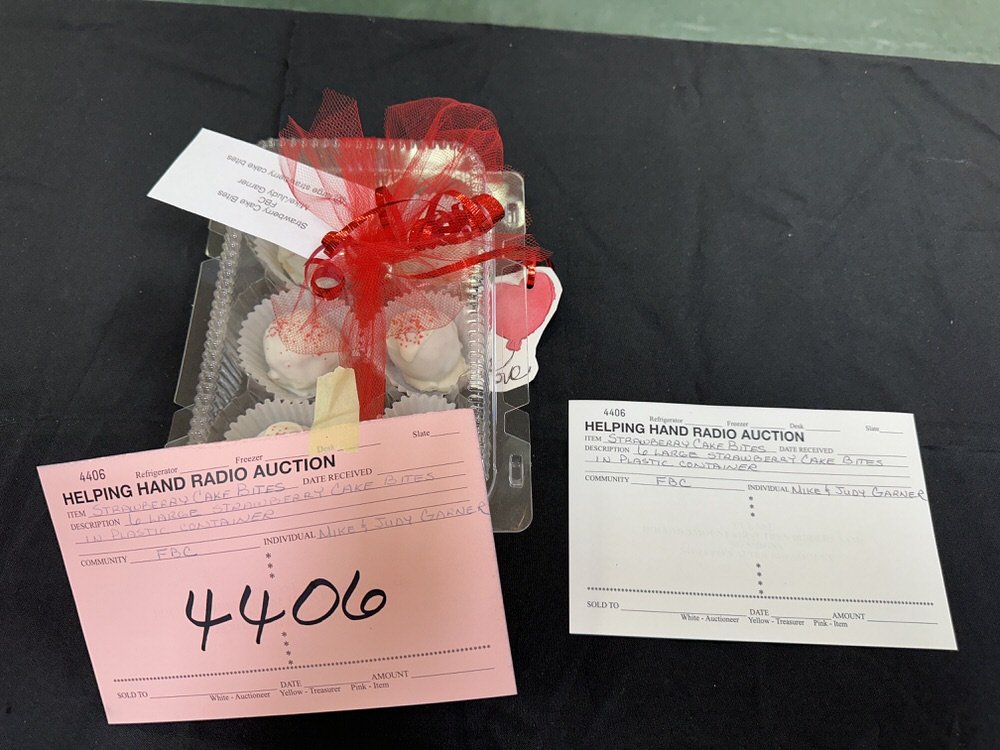 Strawberry Cake Bites
FBC
Mike/Judy Garner
large strawberry cake bites
Love
4406 Refrigerator Freezer Desk Slate
HELPING HAND RADIO AUCTION
ITEM STRAWBERRY CAKE BITES DATE RECEIVED
DESCRIPTION 6 LARGE STRAWBERRY CAKE BITES
IN PLASTIC CONTAINER
COMMUNITY FBC INDIVIDUAL MIKE & JUDY GARNER
4406
SOLD TO DATE AMOUNT
White - Auctioneer Yellow - Treasurer Pink - Item
4406 Refrigerator Freezer Desk Slate
HELPING HAND RADIO AUCTION
ITEM STRAWBERRY CAKE BITES DATE RECEIVED
DESCRIPTION 6 LARGE STRAWBERRY CAKE BITES
IN PLASTIC CONTAINER
COMMUNITY FBC INDIVIDUAL MIKE & JUDY GARNER
SOLD TO DATE AMOUNT
White - Auctioneer Yellow - Treasurer Pink - Item